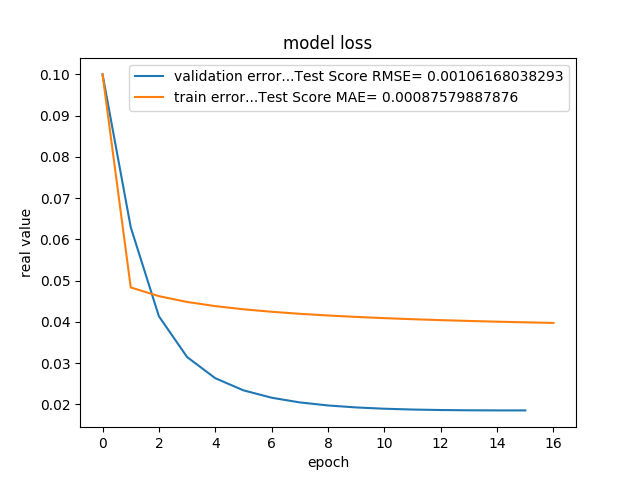 model loss
validation error...Test Score RMSE= 0.00106168038293
train error...Test Score MAE= 0.00087579887876
0.10
0.09
0.08
0.07
0.06
0.05
0.04
0.03
0.02
real value
0 2 4 6 8 10 12 14 16
epoch